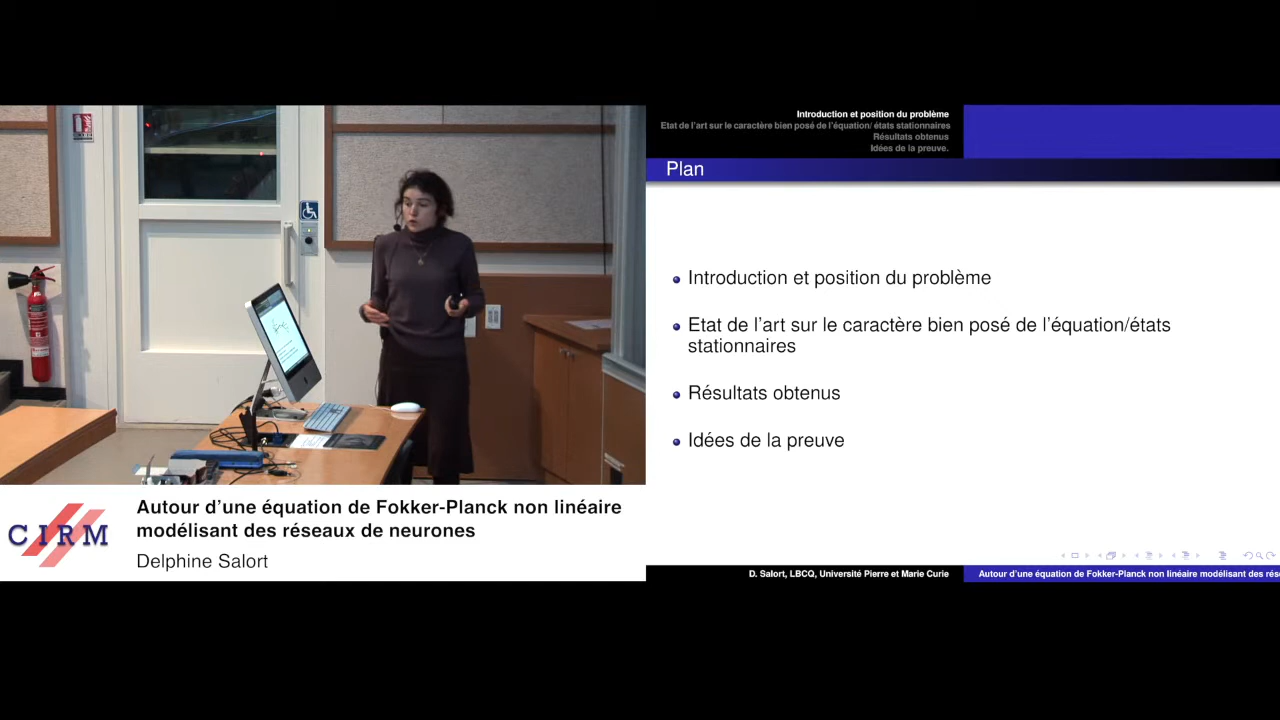 CIRM
Autour d'une équation de Fokker-Planck non linéaire
modélisant des réseaux de neurones
Delphine Salort
Introduction et position du problème
Etat de l'art sur le caractère bien posé de l'équation/ états stationnaires
Résultats obtenus
Idées de la preuve.
Plan
Introduction et position du problème
Etat de l'art sur le caractère bien posé de l'équation/états
stationnaires
Résultats obtenus
Idées de la preuve
D. Salort, LBCQ, Université Pierre et Marie Curie
Autour d'une équation de Fokker-Planck non linéaire modélisant des rés